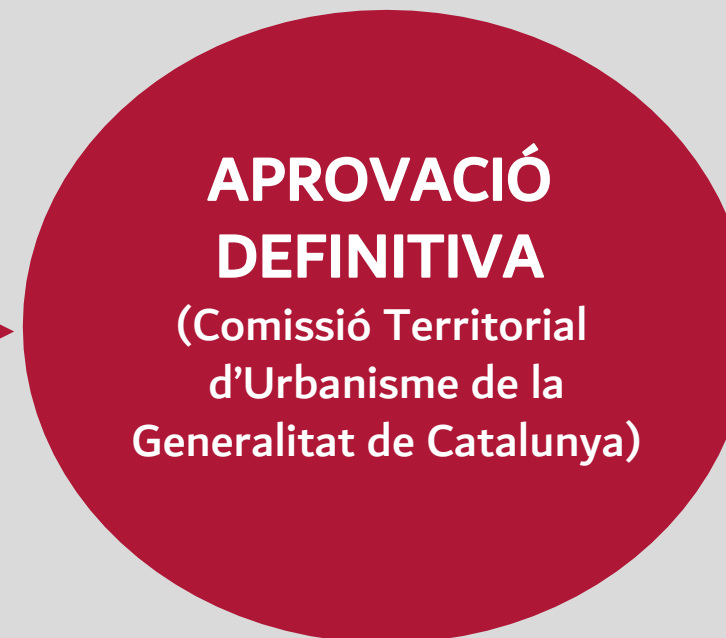 APROVACIÓ
DEFINITIVA
(Comissió Territorial
d’Urbanisme de la
Generalitat de Catalunya)